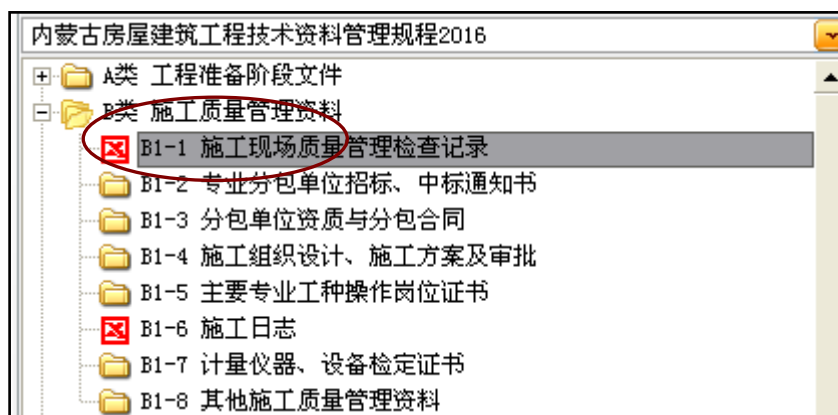 内蒙古房屋建筑工程技术资料管理规程2016
A类 工程准备阶段文件
B类 施工质量管理资料
B1-1 施工现场质量管理检查记录
B1-2 专业分包单位招标、中标通知书
B1-3 分包单位资质与分包合同
B1-4 施工组织设计、施工方案及审批
B1-5 主要专业工种操作岗位证书
B1-6 施工日志
B1-7 计量仪器、设备检定证书
B1-8 其他施工质量管理资料